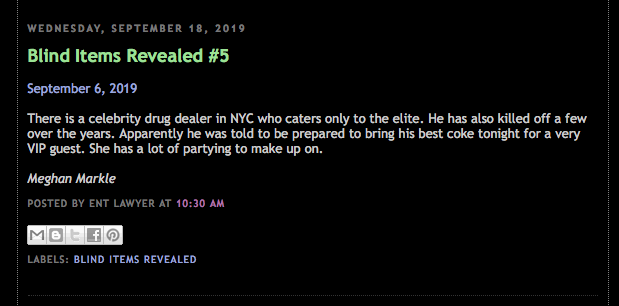 WEDNESDAY, SEPTEMBER 18, 2019
Blind Items Revealed #5
September 6, 2019
There is a celebrity drug dealer in NYC who caters only to the elite. He has also killed off a few
over the years. Apparently he was told to be prepared to bring his best coke tonight for a very
VIP guest. She has a lot of partying to make up on.
Meghan Markle
POSTED BY ENT LAWYER AT 10:30 AM
LABELS: BLIND ITEMS REVEALED